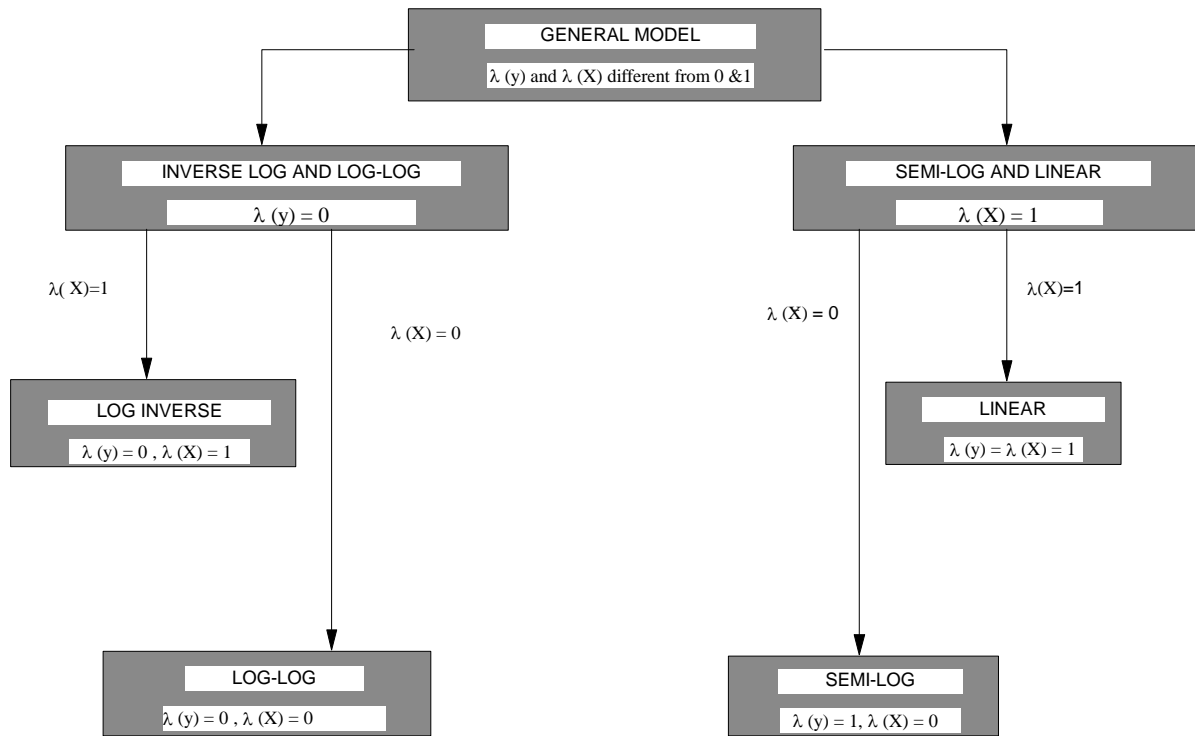 GENERAL MODEL
λ (y) and λ (X) different from 0 &1
INVERSE LOG AND LOG-LOG
λ (y) = 0
SEMI-LOG AND LINEAR
λ (X) = 1
λ( X)=1
λ (X) = 0
λ (X) = 0
λ(X)=1
LOG INVERSE
λ (y) = 0 , λ (X) = 1
LINEAR
λ (y) = λ (X) = 1
LOG-LOG
λ (y) = 0 , λ (X) = 0
SEMI-LOG
λ (y) = 1, λ (X) = 0